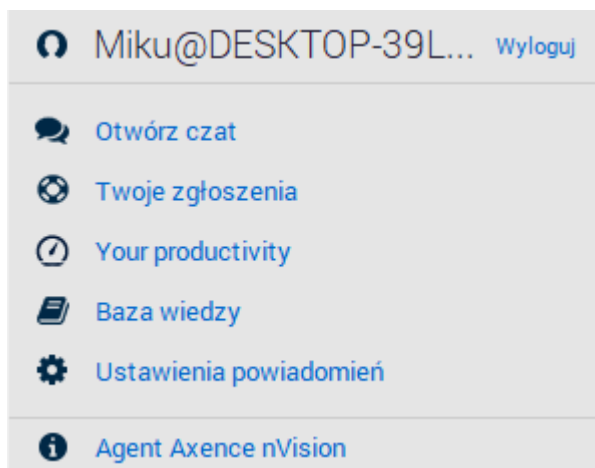 Miku@DESKTOP-39L... Wyloguj
Otwórz czat
Twoje zgłoszenia
Your productivity
Baza wiedzy
Ustawienia powiadomień
Agent Axence nVision